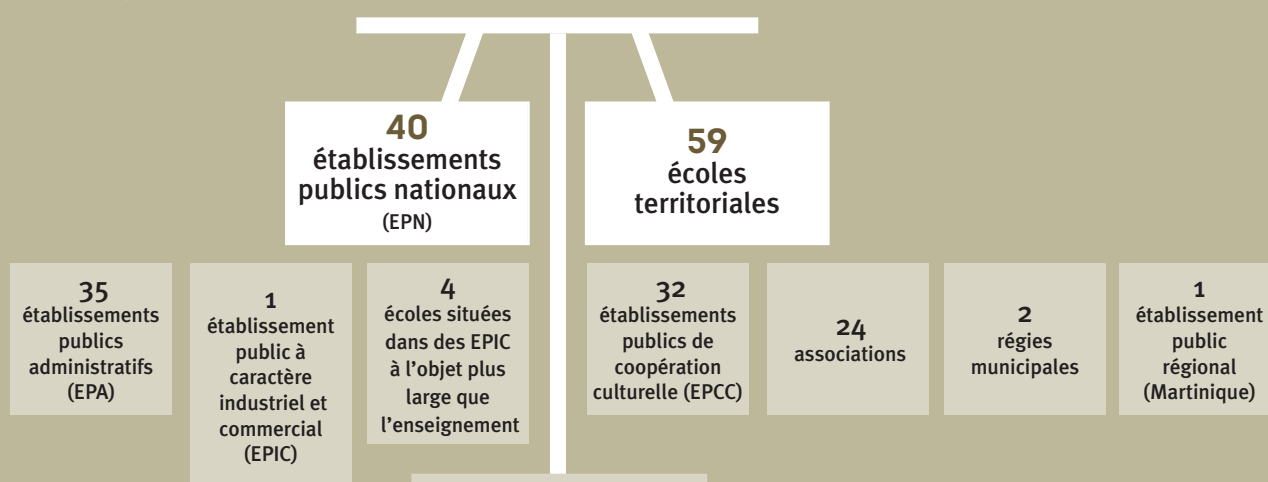 40
établissements
publics nationaux
(EPN)
59
écoles
territoriales
35
établissements
publics
administratifs
(EPA)
1
établissement
public à
caractère
industriel et
commercial
(EPIC)
4
écoles situées
dans des EPIC
à l’objet plus
large que
l’enseignement
32
établissements
publics de
coopération
culturelle (EPCC)
24
associations
2
régies
municipales
1
établissement
public
régional
(Martinique)